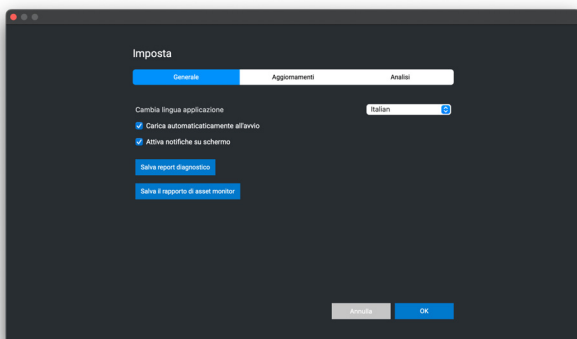 Imposta
Generale
Aggiornamenti
Analisi
Cambia lingua applicazione
Italian
Carica automaticaticamente all'avvio
Attiva notifiche su schermo
Salva report diagnostico
Salva il rapporto di asset monitor
Annulla
OK